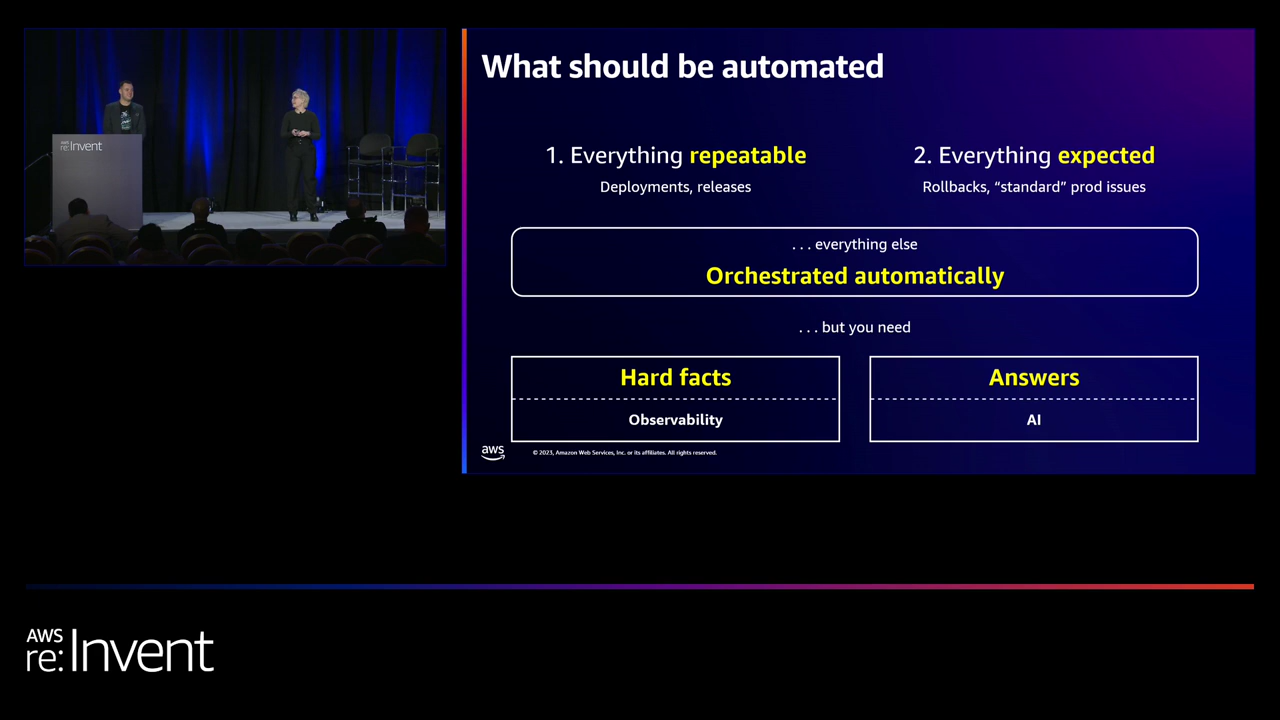 aws
re:Invent
What should be automated
1. Everything repeatable
Deployments, releases
2. Everything expected
Rollbacks, “standard” prod issues
. . . everything else
Orchestrated automatically
. . . but you need
Hard facts
Observability
Answers
AI
aws
© 2023, Amazon Web Services, Inc. or its affiliates. All rights reserved.
AWS
re:Invent